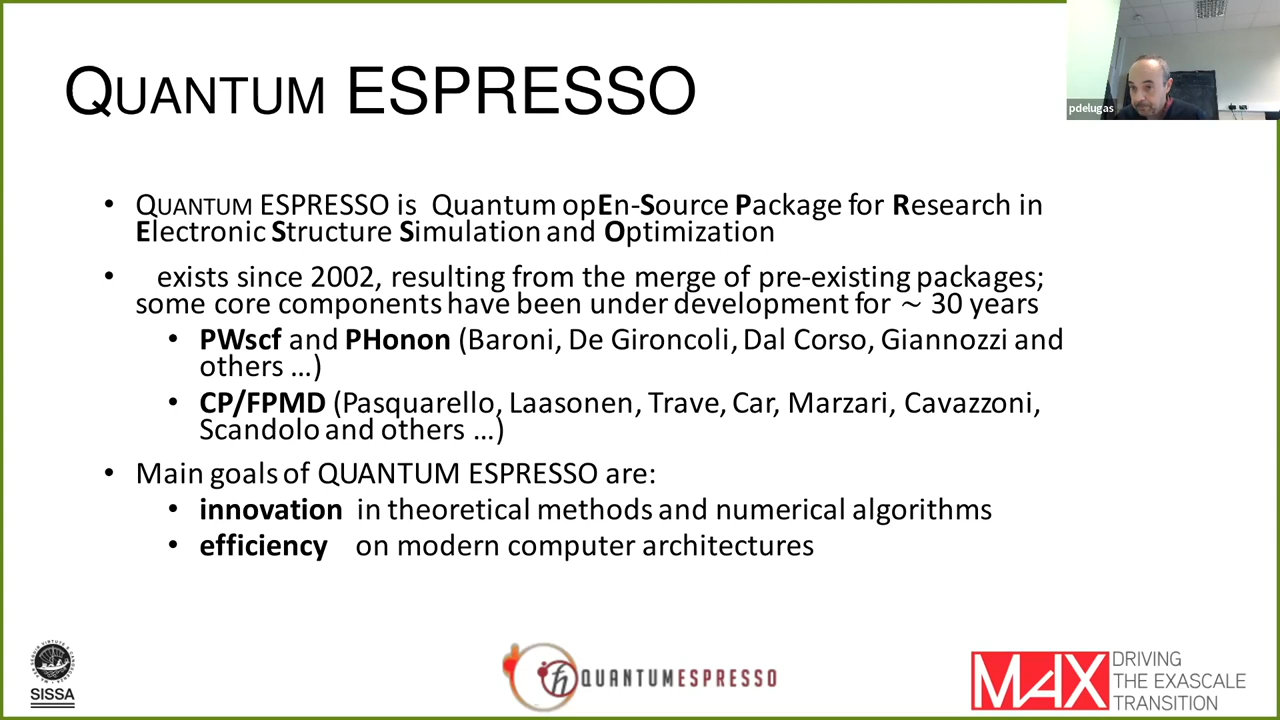 QUANTUM ESPRESSO
pdelugas
• QUANTUM ESPRESSO is Quantum opEn-Source Package for Research in
Electronic Structure Simulation and Optimization
• exists since 2002, resulting from the merge of pre-existing packages;
some core components have been under development for ∼ 30 years
• PWscf and PHonon (Baroni, De Gironcoli, Dal Corso, Giannozzi and
others ...)
• CP/FPMD (Pasquarello, Laasonen, Trave, Car, Marzari, Cavazzoni,
Scandolo and others ...)
• Main goals of QUANTUM ESPRESSO are:
• innovation in theoretical methods and numerical algorithms
• efficiency on modern computer architectures
SISSA
ħ QUANTUMESPRESSO
MAX
DRIVING
THE EXASCALE
TRANSITION